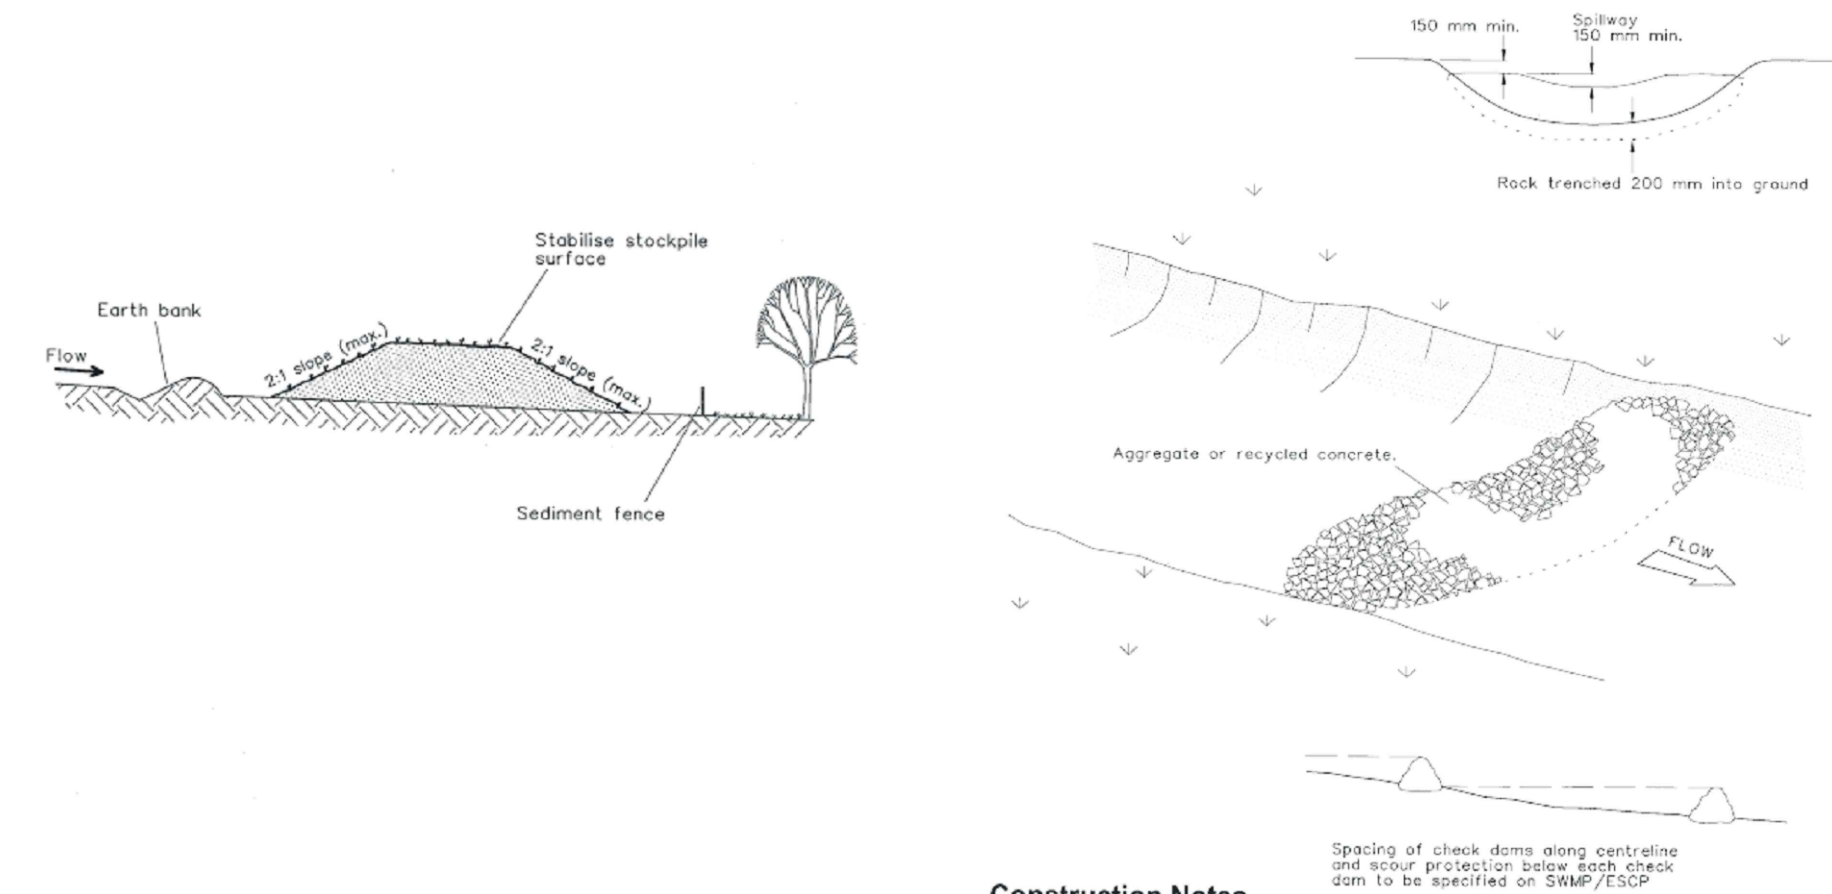 Stabilise stockpile
surface
Earth bank
Flow
2:1 slope (max.)
2:1 slope (max.)
Sediment fence
150 mm min.
Spillway
150 mm min.
Rock trenched 200 mm into ground
Aggregate or recycled concrete.
FLOW
Spacing of check dams along centreline
and scour protection below each check
dam to be specified on SWMP/ESCP
Construction Notes